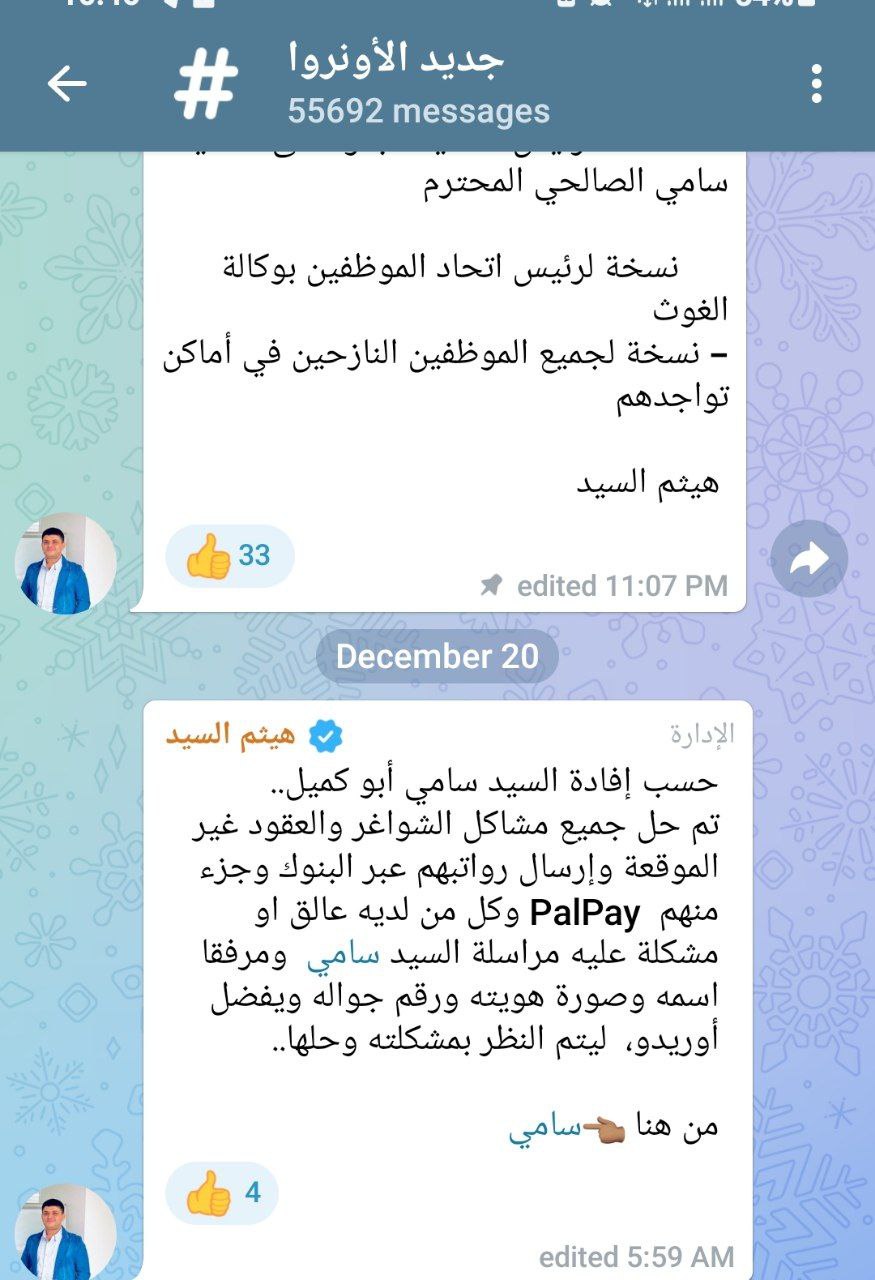 جديد الأونروا
55692 messages
سامي الصالحي المحترم
نسخة لرئيس اتحاد الموظفين بوكالة
الغوث
– نسخة لجميع الموظفين النازحين في أماكن
تواجدهم
هيثم السيد
33
edited 11:07 PM
December 20
هيثم السيد الإدارة
حسب إفادة السيد سامي أبو كميل..
تم حل جميع مشاكل الشواغر والعقود غير
الموقعة وإرسال رواتبهم عبر البنوك وجزء
منهم PalPay وكل من لديه عالق او
مشكلة عليه مراسلة السيد سامي ومرفقا
اسمه وصورة هويته ورقم جواله ويفضل
أوريدو، ليتم النظر بمشكلته وحلها..
من هنا 👈🏽سامي
4
edited 5:59 AM